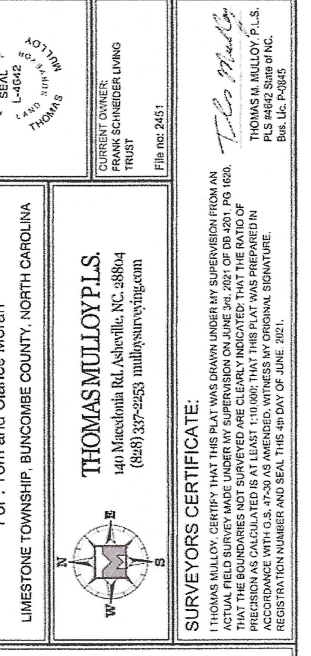 SEAL
L-4642
LAND SURVEYOR
THOMAS MULLOY
LIMESTONE TOWNSHIP, BUNCOMBE COUNTY, NORTH CAROLINA
CURRENT OWNER:
FRANK SCHNEIDER LIVING
TRUST
File no: 2451
N
W E
S
M
THOMAS MULLOY P.L.S.
140 Macedonia Rd. Asheville, NC, 28804
(828) 337-2253 mulloysurveying.com
SURVEYORS CERTIFICATE:
I THOMAS MULLOY, CERTIFY THAT THIS PLAT WAS DRAWN UNDER MY SUPERVISION FROM AN
ACTUAL FIELD SURVEY MADE UNDER MY SUPERVISION ON JUNE 3rd, 2021 OF DB 4201, PG 1620,
THAT THE BOUNDARIES NOT SURVEYED ARE CLEARLY INDICATED; THAT THE RATIO OF
PRECISION AS CALCULATED IS AT LEAST 1:10,000; THAT THIS PLAT WAS PREPARED IN
ACCORDANCE WITH G.S. 47-30 AS AMENDED. WITNESS MY ORIGINAL SIGNATURE,
REGISTRATION NUMBER AND SEAL THIS 4th DAY OF JUNE, 2021.
THOMAS M. MULLOY, P.L.S.
PLS #4642 State of NC.
Bus. Lic. P-0845